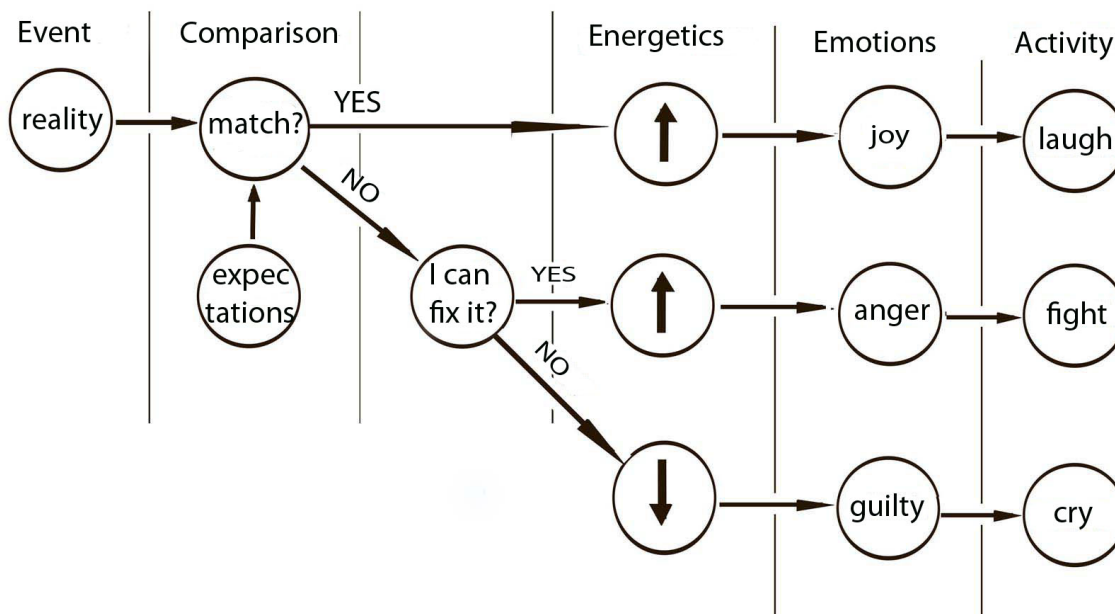 Event
Comparison
Energetics
Emotions
Activity
reality
match?
YES
joy
laugh
NO
expec
tations
I can
fix it?
YES
anger
fight
NO
guilty
cry